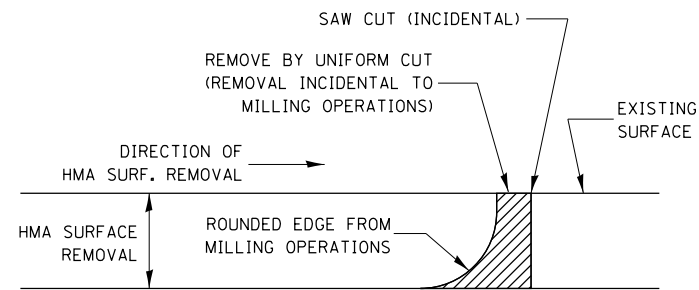 SAW CUT (INCIDENTAL)
REMOVE BY UNIFORM CUT
(REMOVAL INCIDENTAL TO
MILLING OPERATIONS)
EXISTING
SURFACE
DIRECTION OF
HMA SURF. REMOVAL
HMA SURFACE
REMOVAL
ROUNDED EDGE FROM
MILLING OPERATIONS